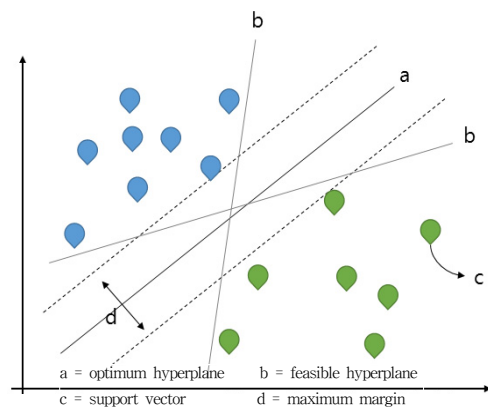 b
a
b
c
d
a = optimum hyperplane b = feasible hyperplane
c = support vector d = maximum margin